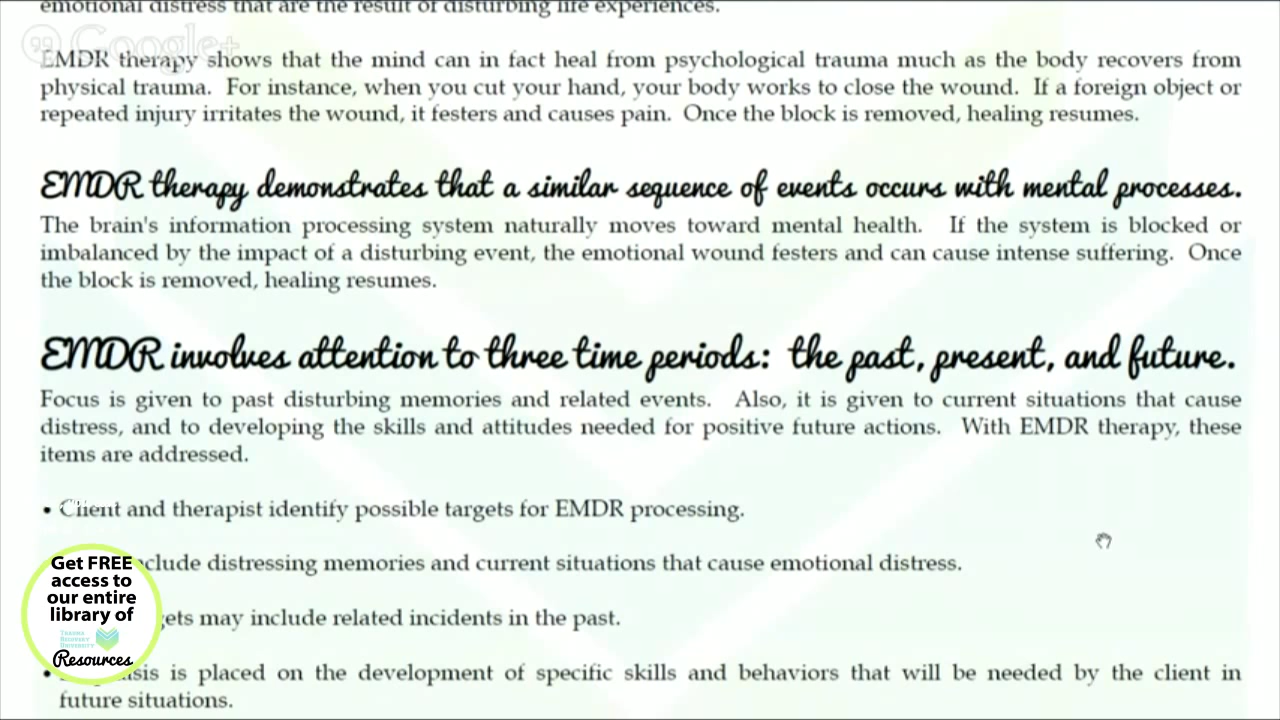 emotional distress that are the result of disturbing life experiences.
Google+
EMDR therapy shows that the mind can in fact heal from psychological trauma much as the body recovers from
physical trauma. For instance, when you cut your hand, your body works to close the wound. If a foreign object or
repeated injury irritates the wound, it festers and causes pain. Once the block is removed, healing resumes.
EMDR therapy demonstrates that a similar sequence of events occurs with mental processes.
The brain's information processing system naturally moves toward mental health. If the system is blocked or
imbalanced by the impact of a disturbing event, the emotional wound festers and can cause intense suffering. Once
the block is removed, healing resumes.
EMDR involves attention to three time periods: the past, present, and future.
Focus is given to past disturbing memories and related events. Also, it is given to current situations that cause
distress, and to developing the skills and attitudes needed for positive future actions. With EMDR therapy, these
items are addressed.
• Client and therapist identify possible targets for EMDR processing.
distressing memories and current situations that cause emotional distress.
may include related incidents in the past.
• is placed on the development of specific skills and behaviors that will be needed by the client in
future situations.
Get FREE
access to
our entire
library of
TRAUMA
RECOVERY
UNIVERSITY
Resources